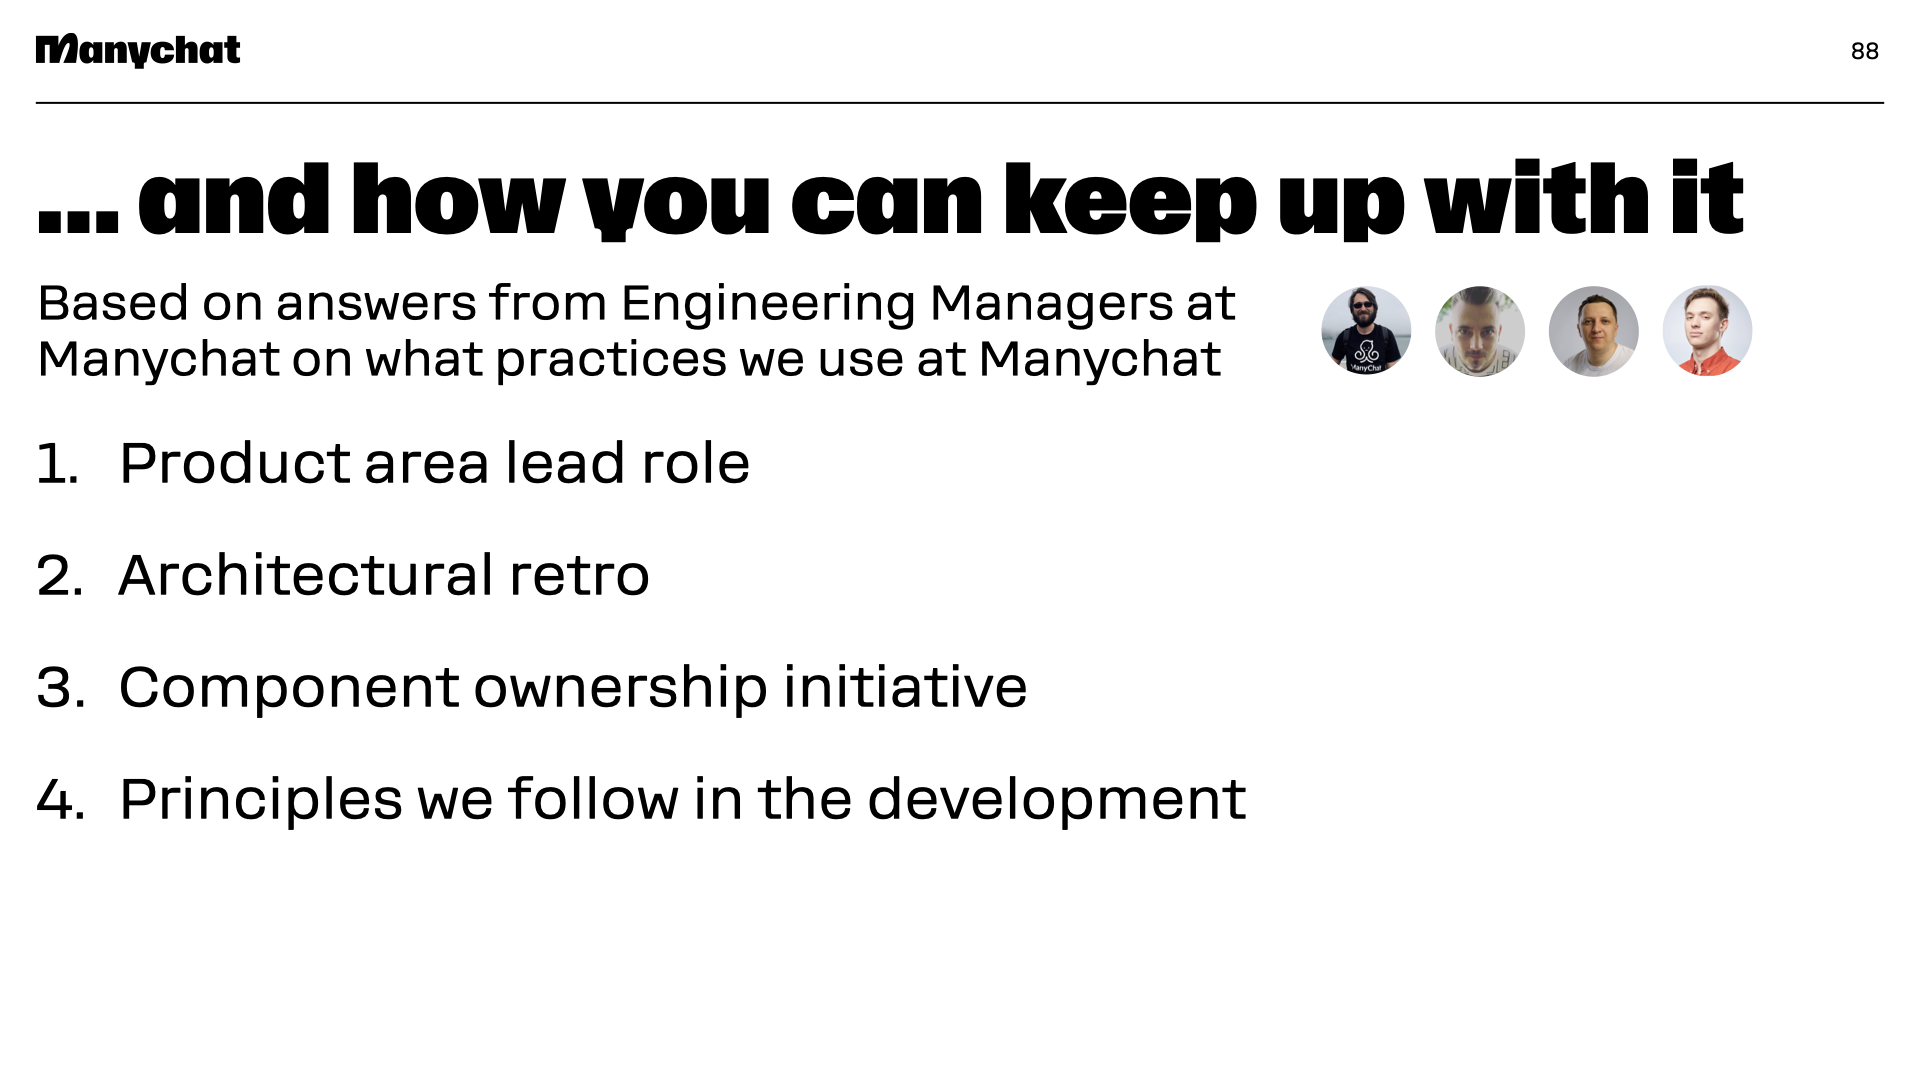 Manychat
88
... and how you can keep up with it
Based on answers from Engineering Managers at
Manychat on what practices we use at Manychat
ManyChat
1. Product area lead role
2. Architectural retro
3. Component ownership initiative
4. Principles we follow in the development